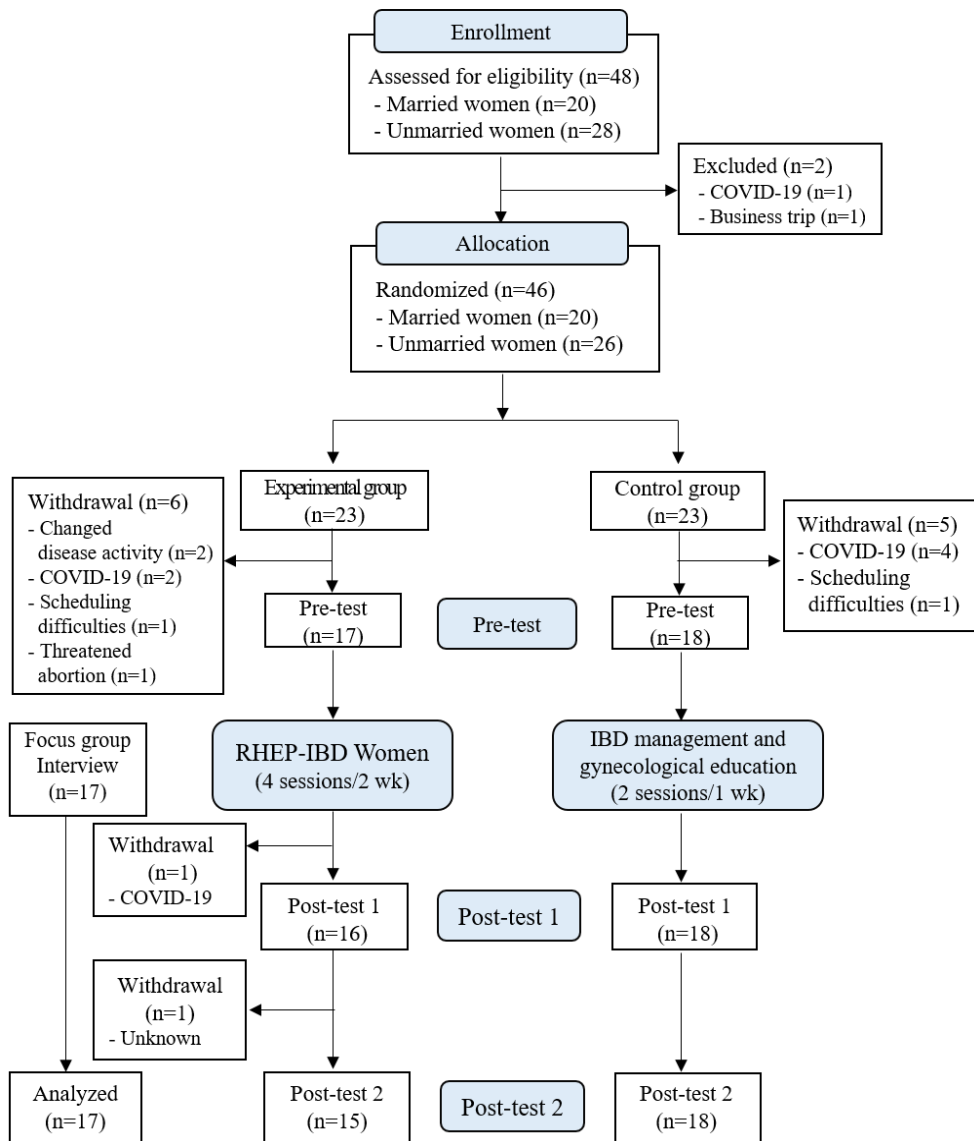 Enrollment
Assessed for eligibility (n=48)
- Married women (n=20)
- Unmarried women (n=28)
Excluded (n=2)
- COVID-19 (n=1)
- Business trip (n=1)
Allocation
Randomized (n=46)
- Married women (n=20)
- Unmarried women (n=26)
Experimental group
(n=23)
Control group
(n=23)
Withdrawal (n=6)
- Changed
disease activity (n=2)
- COVID-19 (n=2)
- Scheduling
difficulties (n=1)
- Threatened
abortion (n=1)
Withdrawal (n=5)
- COVID-19 (n=4)
- Scheduling
difficulties (n=1)
Pre-test
(n=17)
Pre-test
Pre-test
(n=18)
Focus group
Interview
(n=17)
RHEP-IBD Women
(4 sessions/2 wk)
IBD management and
gynecological education
(2 sessions/1 wk)
Withdrawal
(n=1)
- COVID-19
Post-test 1
(n=16)
Post-test 1
Post-test 1
(n=18)
Withdrawal
(n=1)
- Unknown
Analyzed
(n=17)
Post-test 2
(n=15)
Post-test 2
Post-test 2
(n=18)